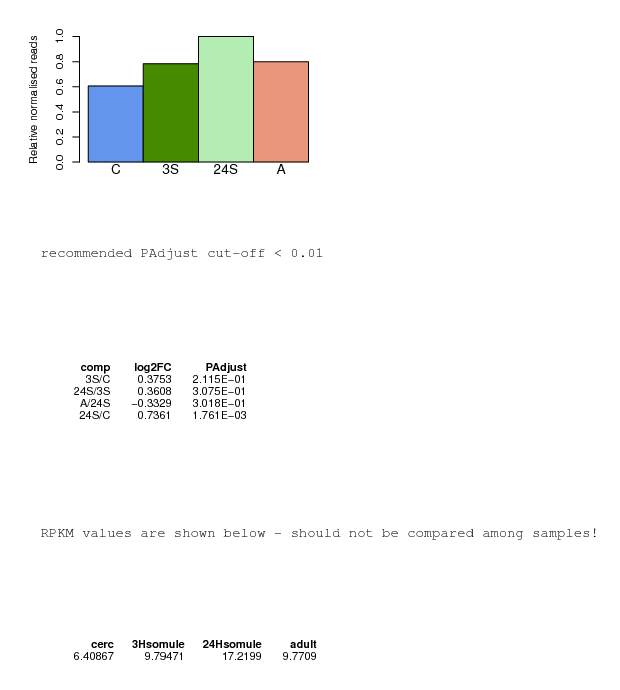 Relative normalised reads
1.0
0.8
0.6
0.4
0.2
0.0
C 3S 24S A
recommended PAdjust cut-off < 0.01
comp log2FC PAdjust
3S/C 0.3753 2.115E−01
24S/3S 0.3608 3.075E−01
A/24S −0.3329 3.018E−01
24S/C 0.7361 1.761E−03
RPKM values are shown below - should not be compared among samples!
cerc 3Hsomule 24Hsomule adult
6.40867 9.79471 17.2199 9.7709